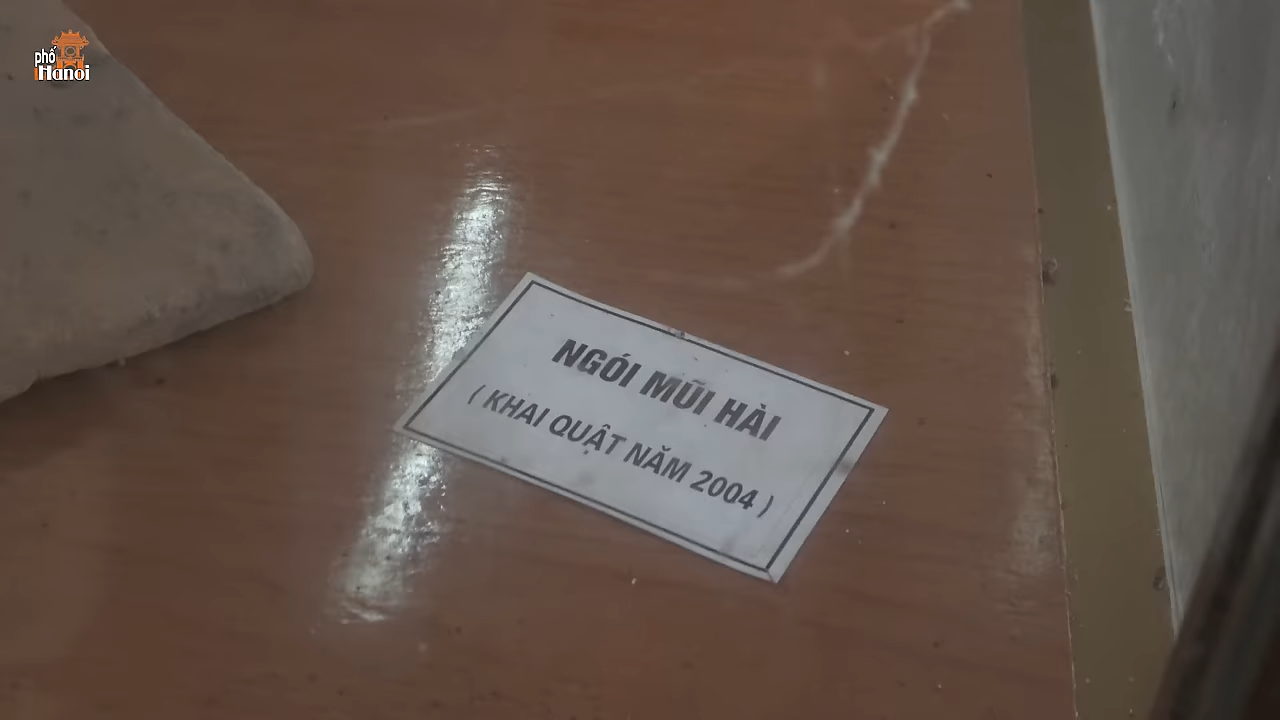 phố
Hanoi
NGÓI MŨI HÀI
( KHAI QUẬT NĂM 2004 )